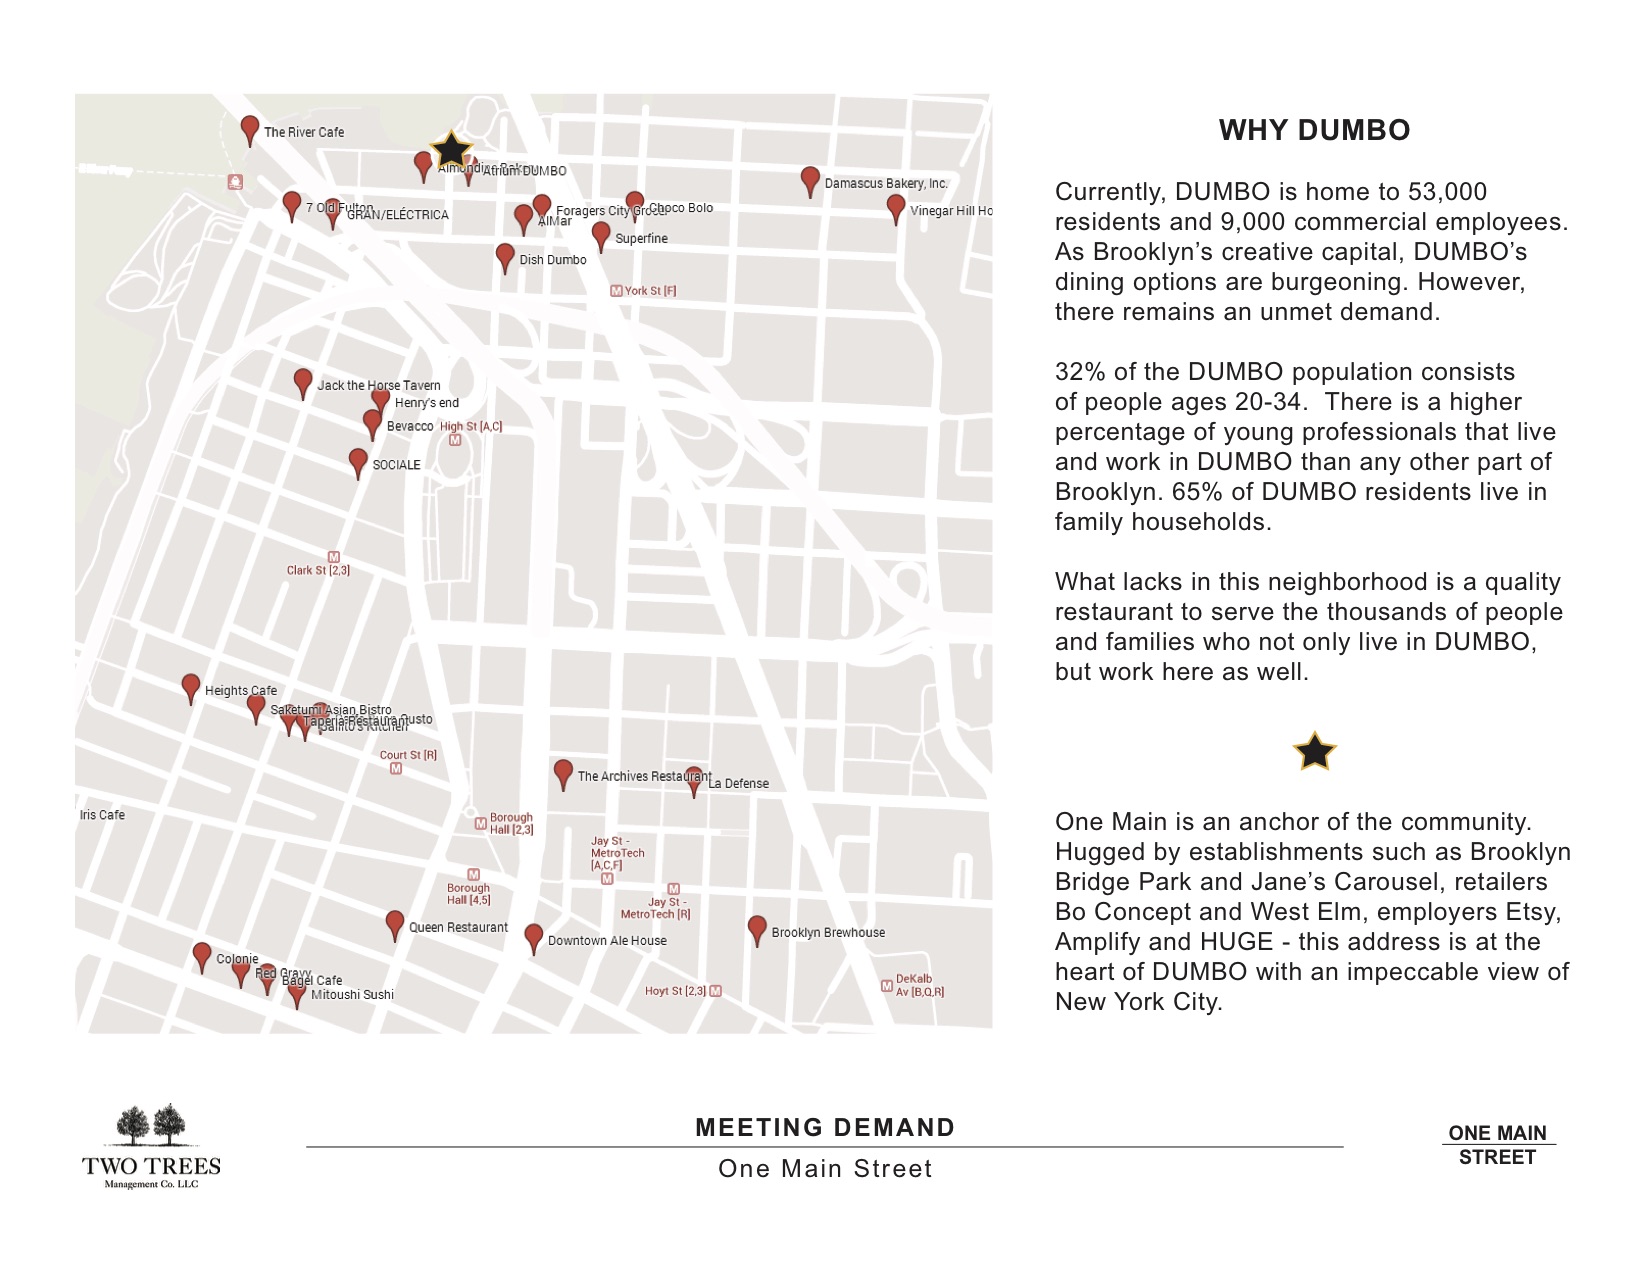 The River Cafe
Atrium DUMBO
Damascus Bakery, Inc.
7 Old Fulton
GRAN/ELÉCTRICA
Foragers City
Choco Bolo
Vinegar Hill Ho
AlMar
Superfine
Dish Dumbo
M York St [F]
Jack the Horse Tavern
Henry's end
Bevacco
High St [A,C]
M
SOCIALE
M
Clark St [2,3]
Heights Cafe
Saketumi Asian Bistro
Taperia Restaurant
Gusto
Kitchen
Court St [R]
M
The Archives Restaurant
La Defense
Iris Cafe
M Borough
Hall [2,3]
Jay St -
MetroTech
[A,C,F]
M
M
Borough
Hall [4,5]
M
Jay St -
MetroTech [R]
Queen Restaurant
Downtown Ale House
Brooklyn Brewhouse
Colonie
Red Gravy
Bagel Cafe
Mitoushi Sushi
Hoyt St [2,3] M
M DeKalb
Av [B,Q,R]
WHY DUMBO
Currently, DUMBO is home to 53,000
residents and 9,000 commercial employees.
As Brooklyn's creative capital, DUMBO's
dining options are burgeoning. However,
there remains an unmet demand.
32% of the DUMBO population consists
of people ages 20-34.  There is a higher
percentage of young professionals that live
and work in DUMBO than any other part of
Brooklyn. 65% of DUMBO residents live in
family households.
What lacks in this neighborhood is a quality
restaurant to serve the thousands of people
and families who not only live in DUMBO,
but work here as well.
One Main is an anchor of the community.
Hugged by establishments such as Brooklyn
Bridge Park and Jane's Carousel, retailers
Bo Concept and West Elm, employers Etsy,
Amplify and HUGE - this address is at the
heart of DUMBO with an impeccable view of
New York City.
TWO TREES
Management Co. LLC
MEETING DEMAND
One Main Street
ONE MAIN
STREET